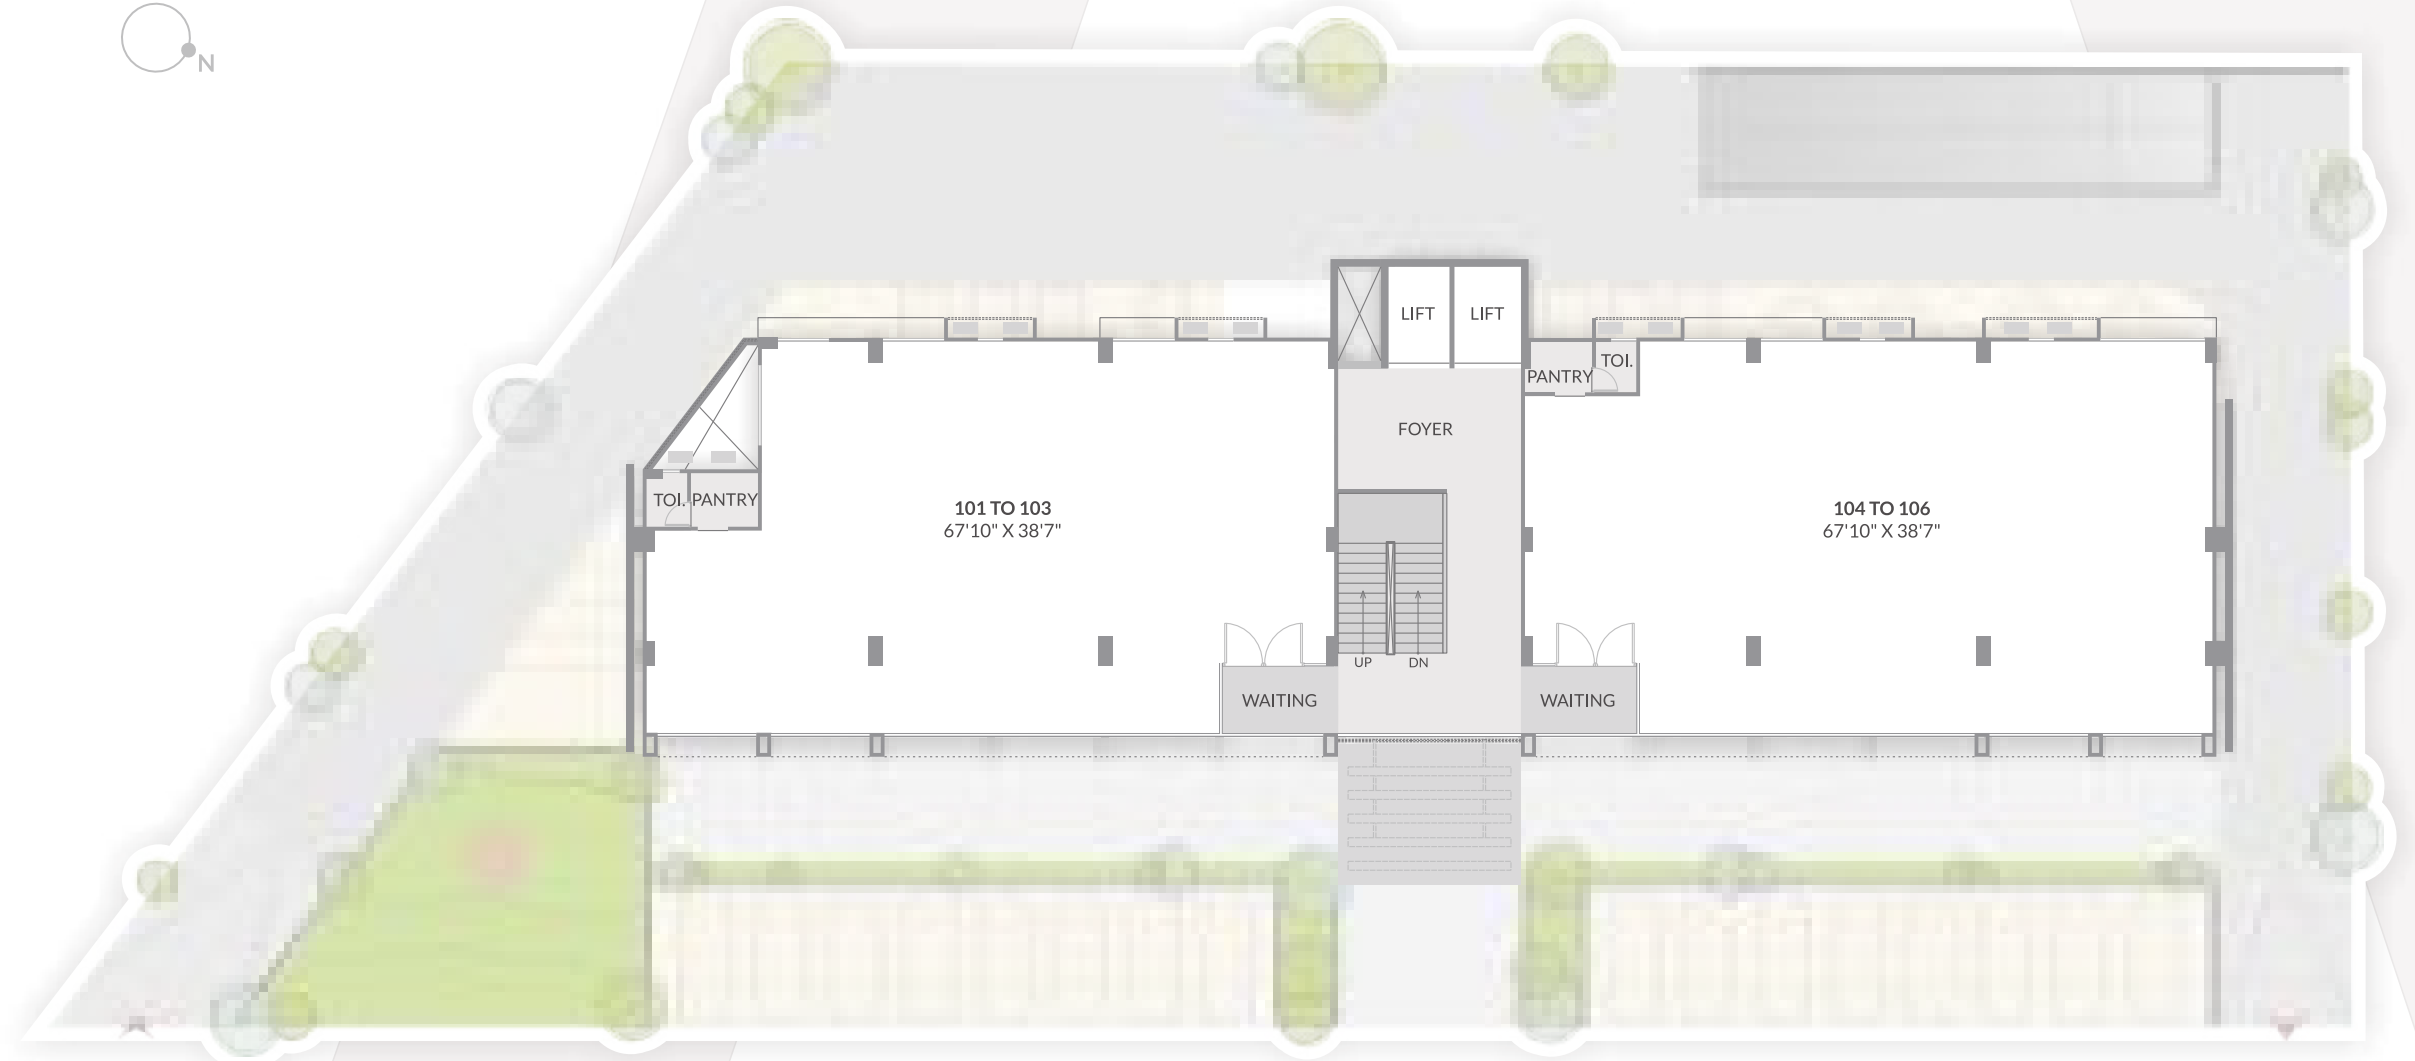 N
LIFT
LIFT
TOI.
PANTRY
FOYER
TOI.
PANTRY
101 TO 103
67'10" X 38'7"
104 TO 106
67'10" X 38'7"
UP
DN
WAITING
WAITING